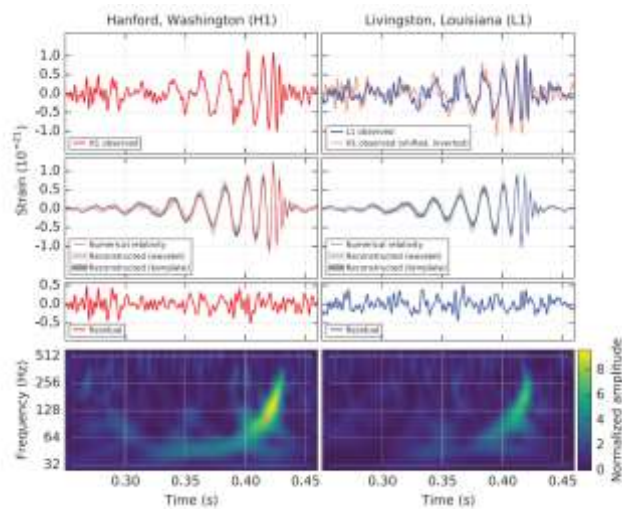 Hanford, Washington (H1)
Livingston, Louisiana (L1)
Strain (10⁻²¹)
1.0
0.5
0.0
-0.5
-1.0
H1 observed
L1 observed
H1 observed (shifted, inverted)
1.0
0.5
0.0
-0.5
-1.0
Numerical relativity
Reconstructed (wavelet)
Reconstructed (template)
Numerical relativity
Reconstructed (wavelet)
Reconstructed (template)
0.5
0.0
-0.5
Residual
Residual
Frequency (Hz)
512
256
128
64
32
0.30
0.35
0.40
0.45
Time (s)
0.30
0.35
0.40
0.45
Time (s)
8
6
4
2
0
Normalized amplitude